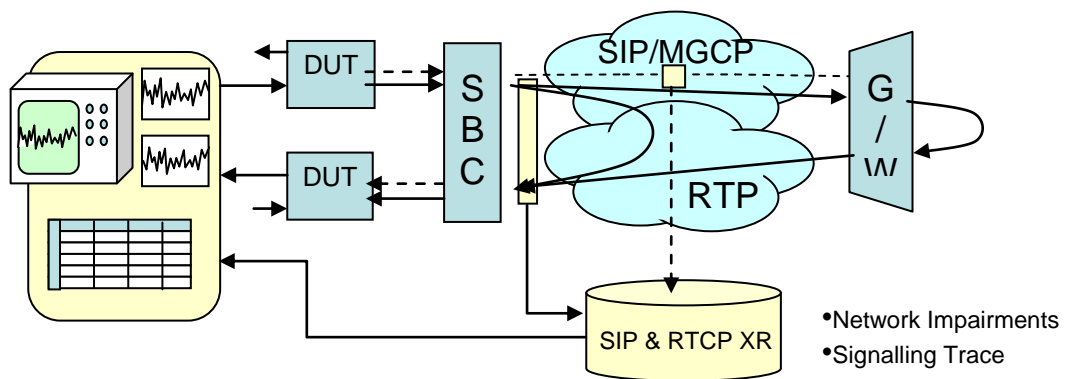 DUT
SIP/MGCP
S
B
C
G
/
W
DUT
RTP
SIP & RTCP XR
•Network Impairments
•Signalling Trace